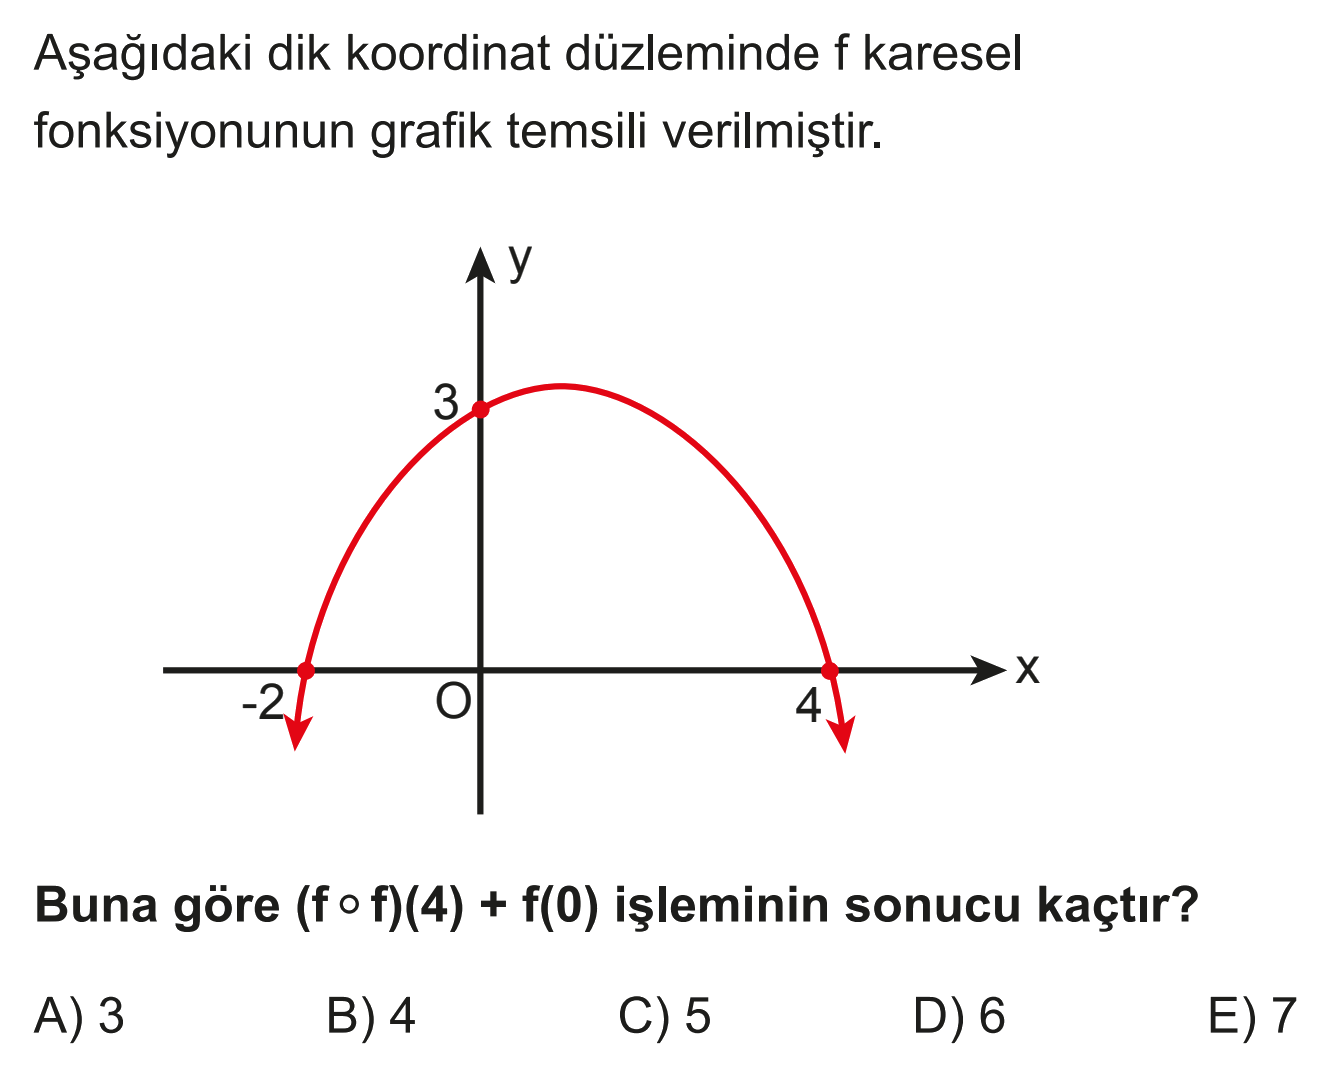 Aşağıdaki dik koordinat düzleminde f karesel
fonksiyonunun grafik temsili verilmiştir.
y
3
x
-2
O
4
Buna göre (f∘f)(4) + f(0) işleminin sonucu kaçtır?
A) 3 B) 4 C) 5 D) 6 E) 7